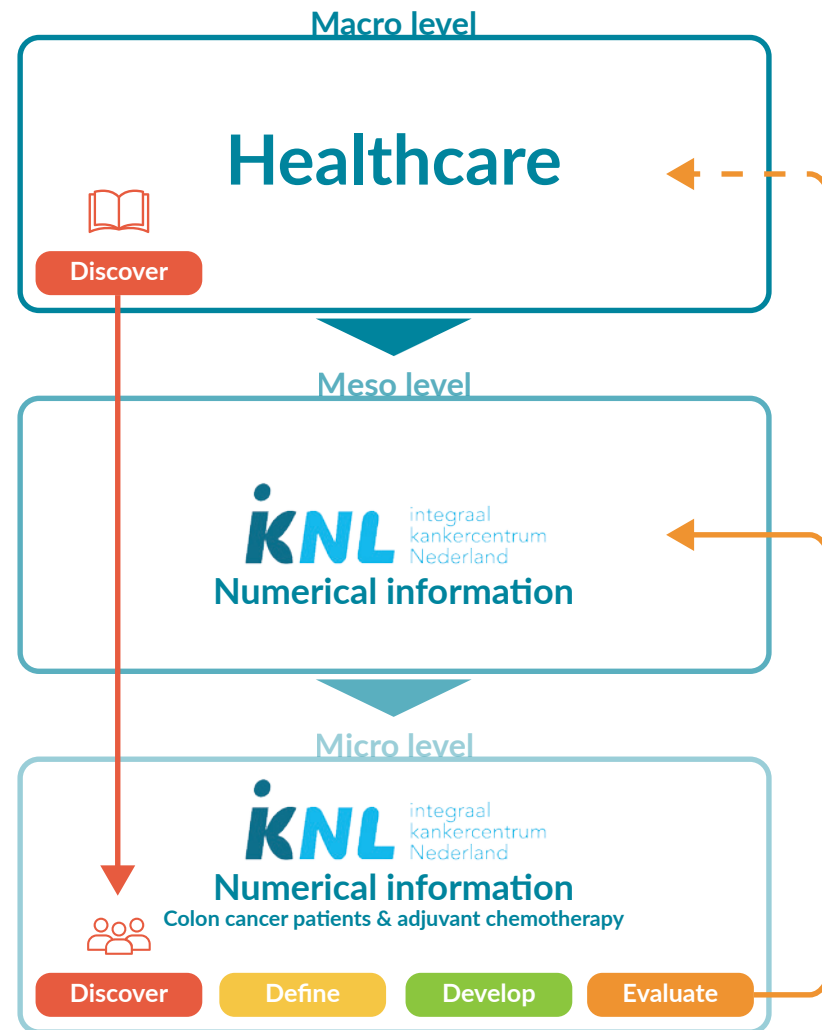 Macro level
Healthcare
Discover
Meso level
iKNL integraal
kankercentrum
Nederland
Numerical information
Micro level
iKNL integraal
kankercentrum
Nederland
Numerical information
Colon cancer patients & adjuvant chemotherapy
Discover Define Develop Evaluate